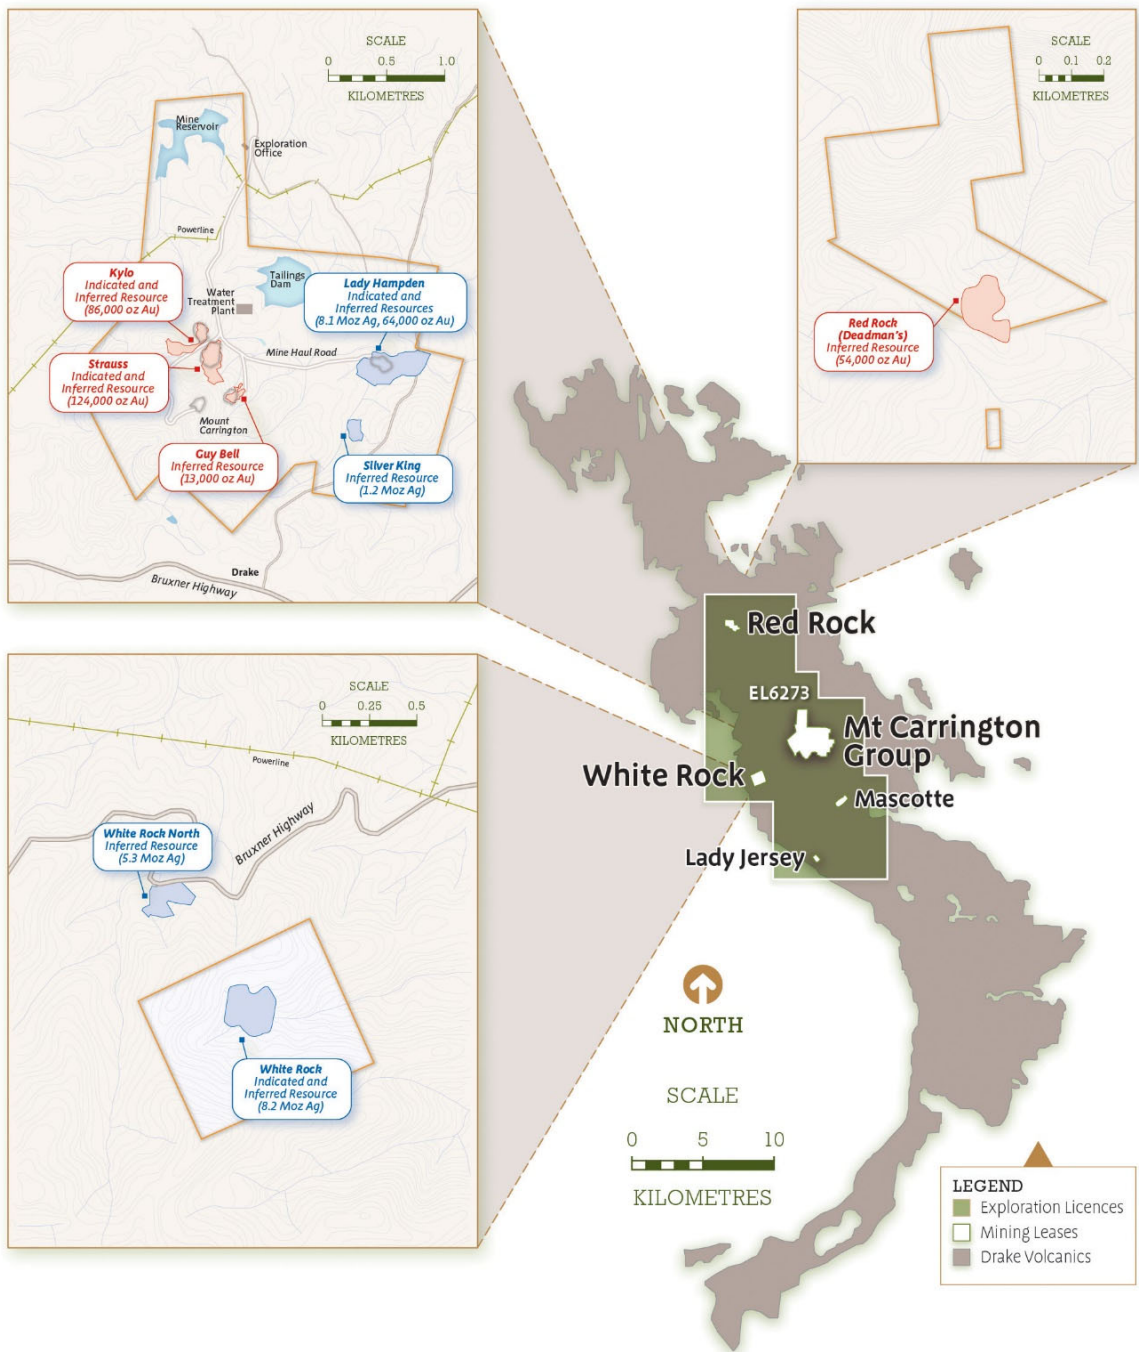 SCALE
0 0.5 1.0
KILOMETRES
Mine
Reservoir
Exploration
Office
Powerline
Kylo
Indicated and
Inferred Resource
(86,000 oz Au)
Water
Treatment
Plant
Tailings
Dam
Lady Hampden
Indicated and
Inferred Resources
(8.1 Moz Ag, 64,000 oz Au)
Mine Haul Road
Strauss
Indicated and
Inferred Resource
(124,000 oz Au)
Mount
Carrington
Guy Bell
Inferred Resource
(13,000 oz Au)
Silver King
Inferred Resource
(1.2 Moz Ag)
Drake
Bruxner Highway
SCALE
0 0.1 0.2
KILOMETRES
Red Rock
(Deadman's)
Inferred Resource
(54,000 oz Au)
SCALE
0 0.25 0.5
KILOMETRES
Powerline
Bruxner Highway
White Rock North
Inferred Resource
(5.3 Moz Ag)
White Rock
Indicated and
Inferred Resource
(8.2 Moz Ag)
Red Rock
EL6273
Mt Carrington
Group
White Rock
Mascotte
Lady Jersey
NORTH
SCALE
0 5 10
KILOMETRES
LEGEND
Exploration Licences
Mining Leases
Drake Volcanics